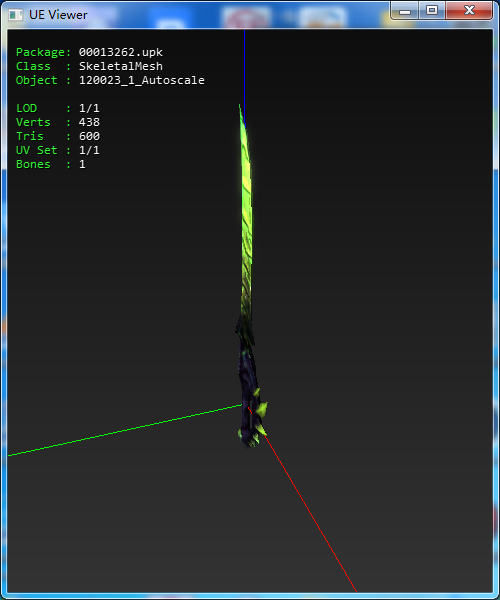 UE Viewer
Package: 00013262.upk
Class  : SkeletalMesh
Object : 120023_1_Autoscale
LOD    : 1/1
Verts  : 438
Tris   : 600
UV Set : 1/1
Bones  : 1